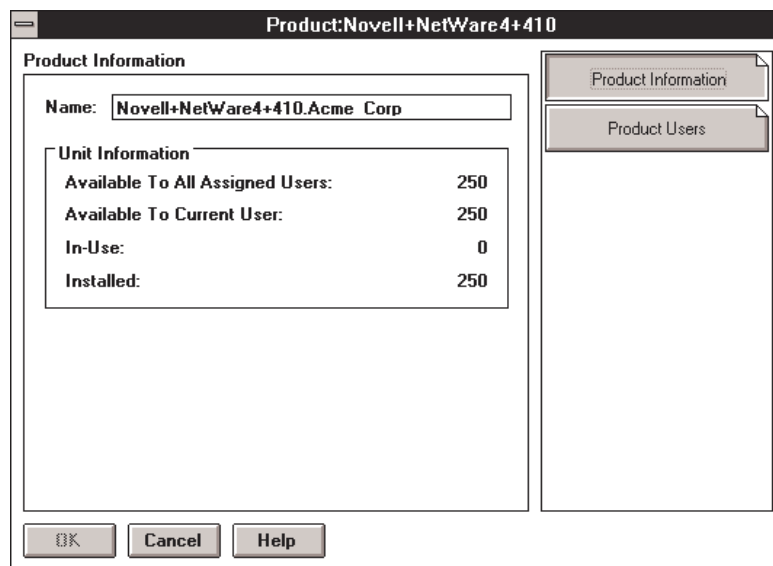 Product:Novell+NetWare4+410
Product Information
Name: Novell+NetWare4+410.Acme Corp
Unit Information
Available To All Assigned Users: 250
Available To Current User: 250
In-Use: 0
Installed: 250
Product Information
Product Users
OK Cancel Help